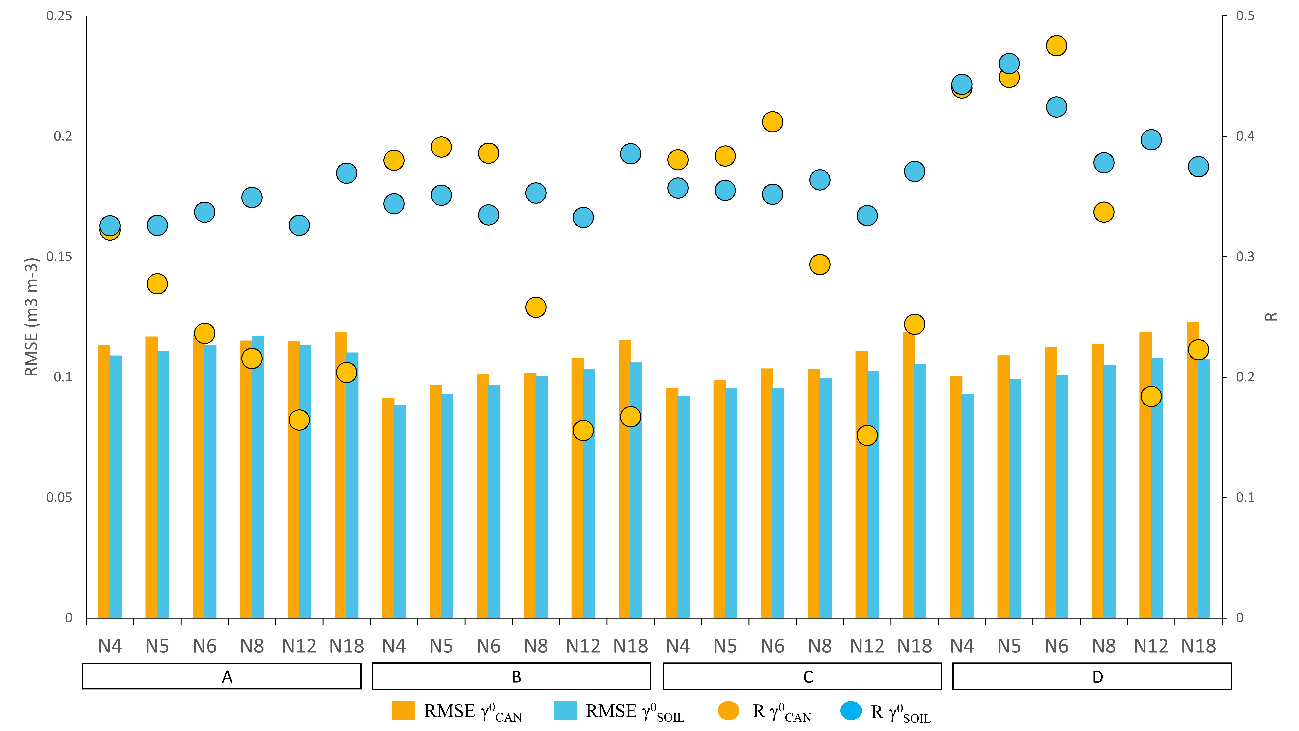 0.25
0.2
0.15
0.1
0.05
0
RMSE (m3 m-3)
0.5
0.4
0.3
0.2
0.1
0
R
N4 N5 N6 N8 N12 N18 N4 N5 N6 N8 N12 N18 N4 N5 N6 N8 N12 N18 N4 N5 N6 N8 N12 N18
A B C D
RMSE γ⁰CAN RMSE γ⁰SOIL R γ⁰CAN R γ⁰SOIL